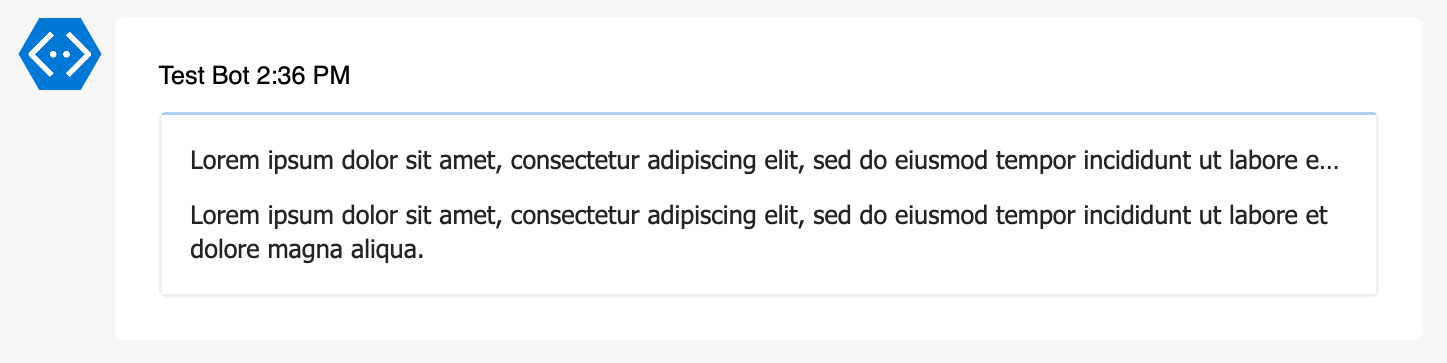 Test Bot 2:36 PM
Lorem ipsum dolor sit amet, consectetur adipiscing elit, sed do eiusmod tempor incididunt ut labore e...
Lorem ipsum dolor sit amet, consectetur adipiscing elit, sed do eiusmod tempor incididunt ut labore et
dolore magna aliqua.